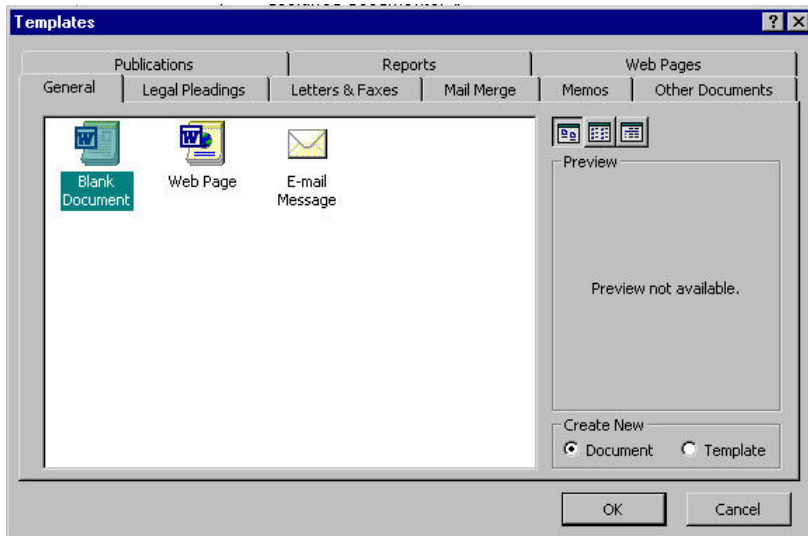 Templates
Publications Reports Web Pages
General Legal Pleadings Letters & Faxes Mail Merge Memos Other Documents
Blank Document
Web Page
E-mail Message
Preview
Preview not available.
Create New
Document Template
OK Cancel